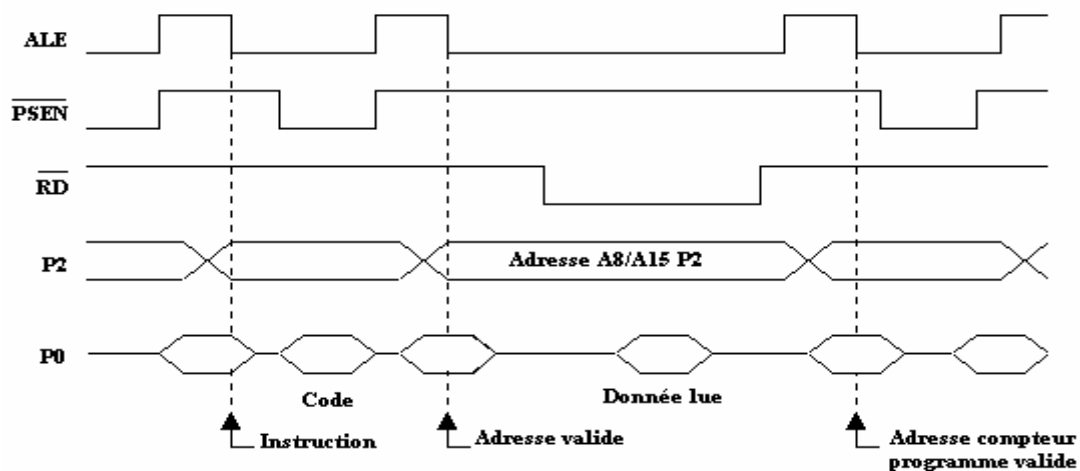 ALE
PSEN
RD
P2
Adresse A8/A15 P2
P0
Code
Donnée lue
Instruction
Adresse valide
Adresse compteur
programme valide